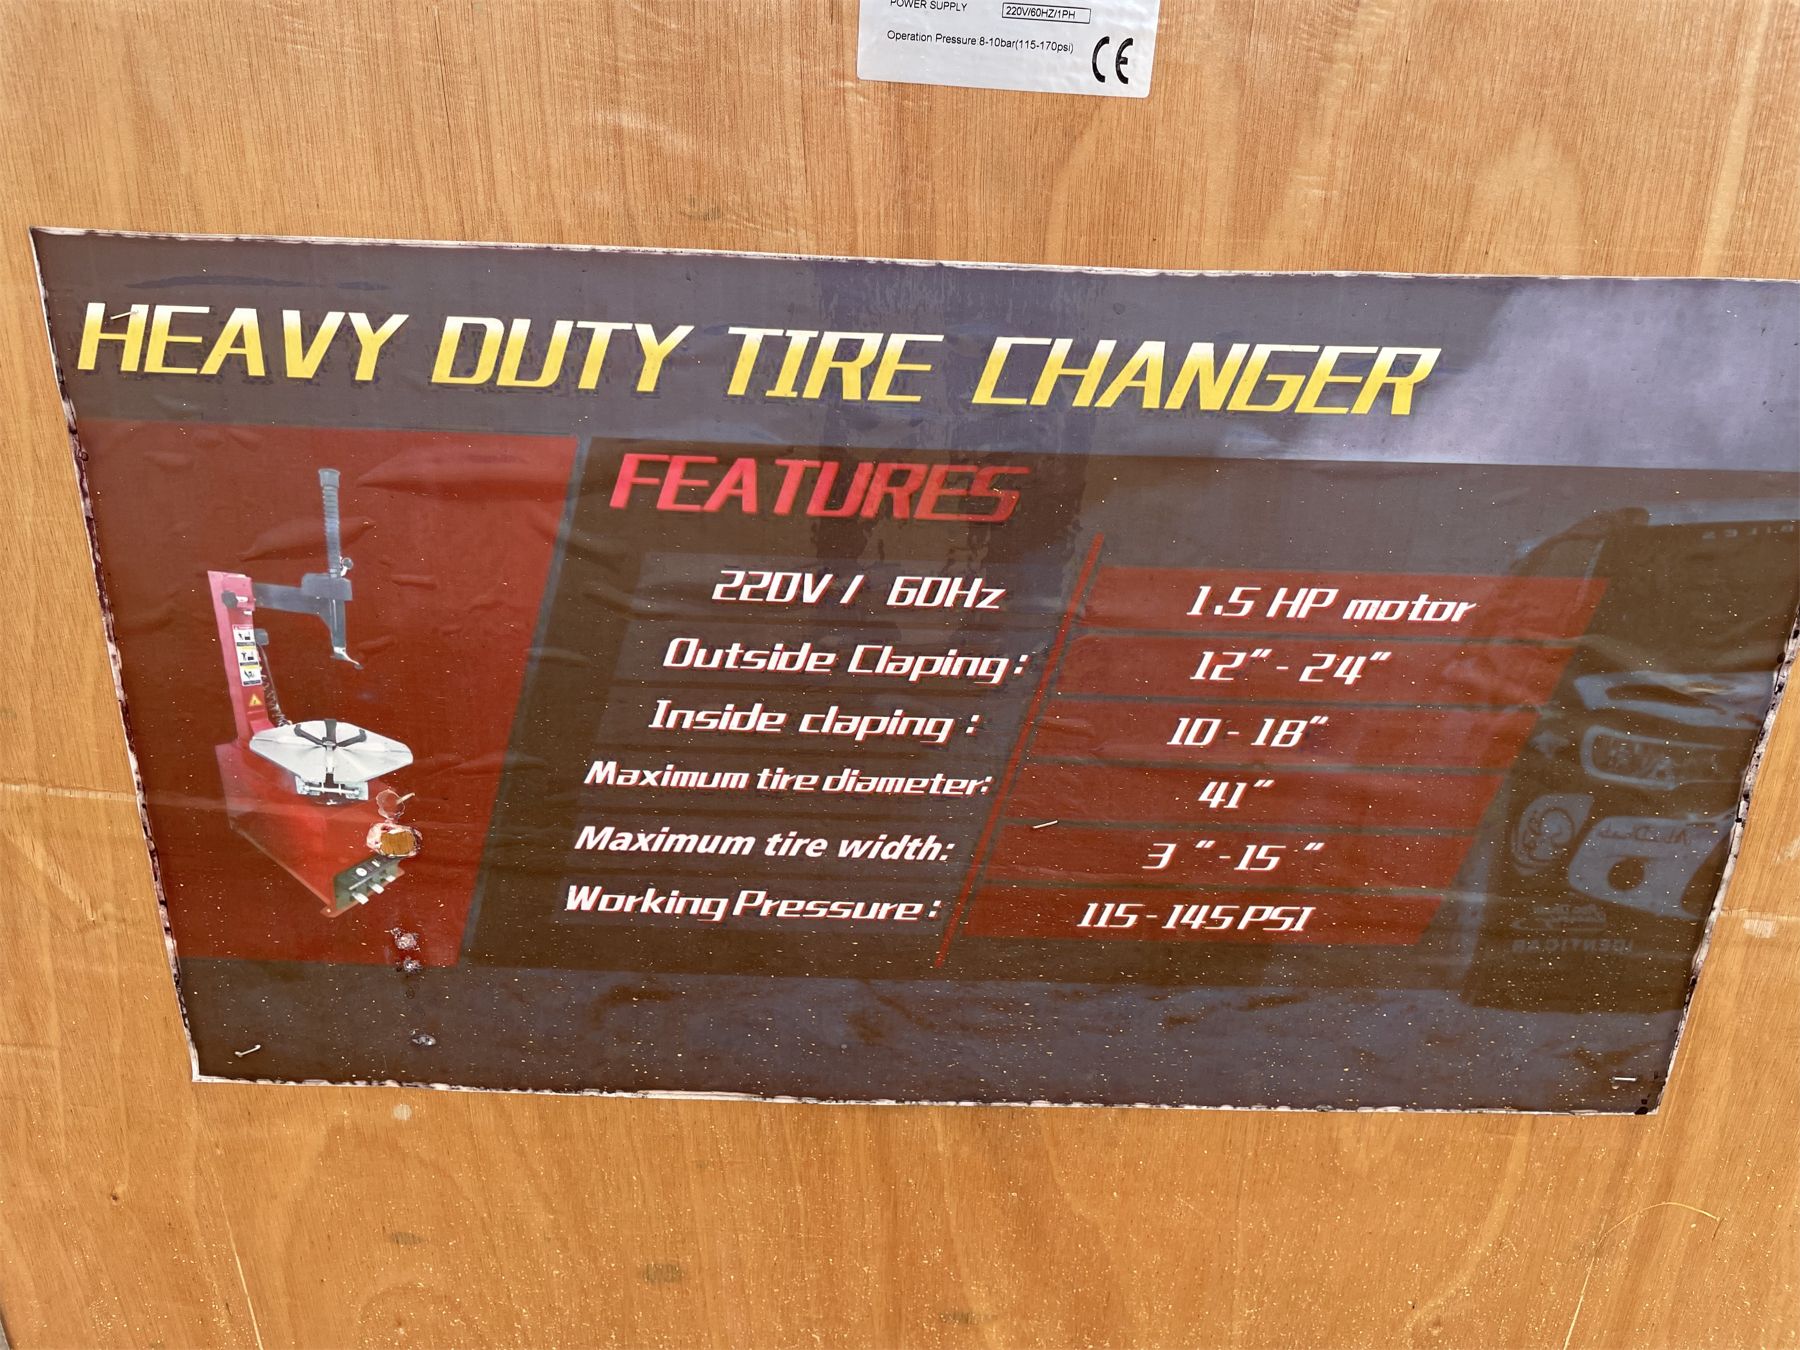 POWER SUPPLY 220V/60HZ/1PH
Operation Pressure:8-10bar(115-170psi) CE
HEAVY DUTY TIRE CHANGER
FEATURES
220V / 60Hz 1.5 HP motor
Outside Claping: 12" - 24"
Inside claping : 10 - 18"
Maximum tire diameter: 41"
Maximum tire width: 3 " - 15 "
Working Pressure : 115 - 145 PSI